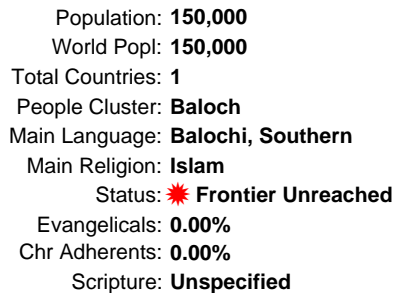 Population: 150,000
World Popl: 150,000
Total Countries: 1
People Cluster: Baloch
Main Language: Balochi, Southern
Main Religion: Islam
Status: Frontier Unreached
Evangelicals: 0.00%
Chr Adherents: 0.00%
Scripture: Unspecified